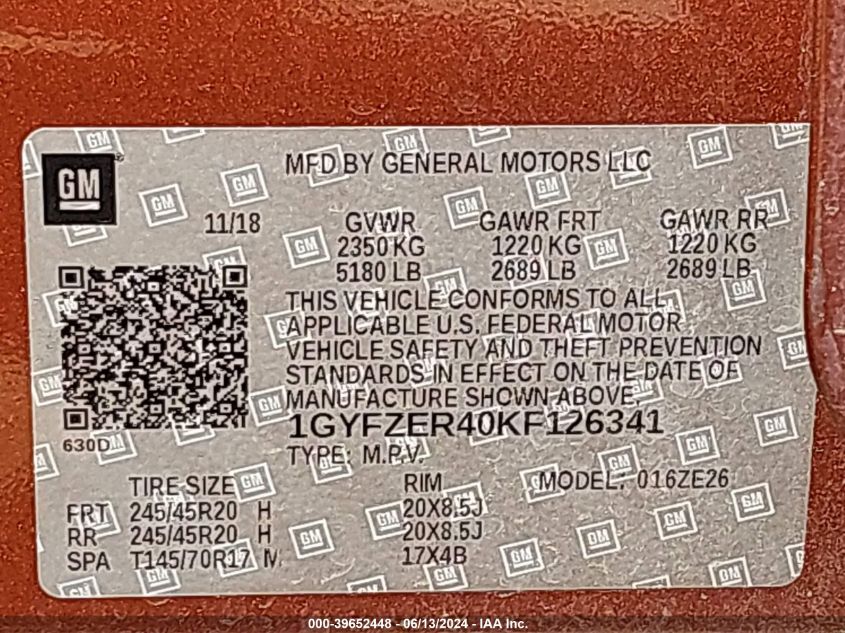 GM
MFD BY GENERAL MOTORS LLC
11/18 GVWR GAWR FRT GAWR RR
2350 KG 1220 KG 1220 KG
5180 LB 2689 LB 2689 LB
THIS VEHICLE CONFORMS TO ALL
APPLICABLE U.S. FEDERAL MOTOR
VEHICLE SAFETY AND THEFT PREVENTION
STANDARDS IN EFFECT ON THE DATE OF
MANUFACTURE SHOWN ABOVE.
1GYFZER40KF126341
630D
TYPE: M.P.V.
TIRE SIZE RIM MODEL: 016ZE26
FRT 245/45R20 H 20X8.5J
RR 245/45R20 H 20X8.5J
SPA T145/70R17 M 17X4B
000-39652448 - 06/13/2024 - IAA Inc.